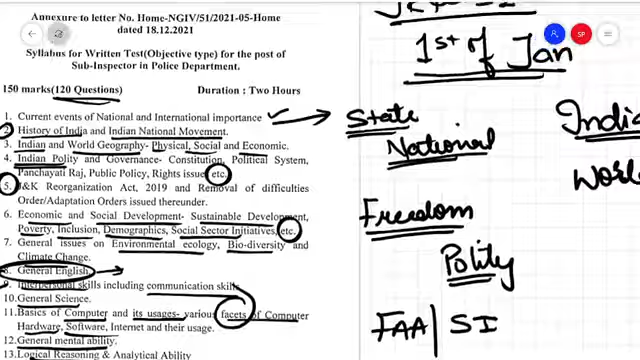 Annexure to letter No. Home-NGIV/51/2021-05-Home
dated 18.12.2021
Syllabus for Written Test(Objective type) for the post of
Sub-Inspector in Police Department.
150 marks(120 Questions)
Duration : Two Hours
1. Current events of National and International importance
2. History of India and Indian National Movement.
3. Indian and World Geography- Physical, Social and Economic.
4. Indian Polity and Governance- Constitution, Political System,
Panchayati Raj, Public Policy, Rights issue etc.
5. J&K Reorganization Act, 2019 and Removal of difficulties
Order/Adaptation Orders issued thereunder.
6. Economic and Social Development- Sustainable Development,
Poverty, Inclusion, Demographics, Social Sector Initiatives, etc.
7. General issues on Environmental ecology, Bio-diversity and
Climate Change.
8. General English.
9. Interpersonal skills including communication skills.
10.General Science.
11.Basics of Computer and its usages- various facets of Computer
Hardware, Software, Internet and their usage.
12.General mental ability.
13.Logical Reasoning & Analytical Ability
1st of Jan
State
National
India
World
Freedom
Polity
FAA | SI
SP